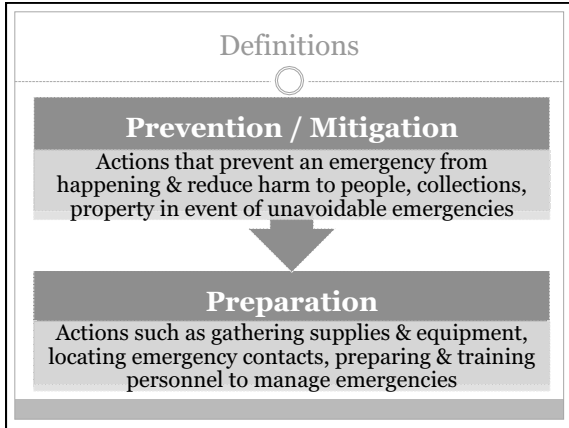 Definitions
Prevention / Mitigation
Actions that prevent an emergency from
happening & reduce harm to people, collections,
property in event of unavoidable emergencies
Preparation
Actions such as gathering supplies & equipment,
locating emergency contacts, preparing & training
personnel to manage emergencies